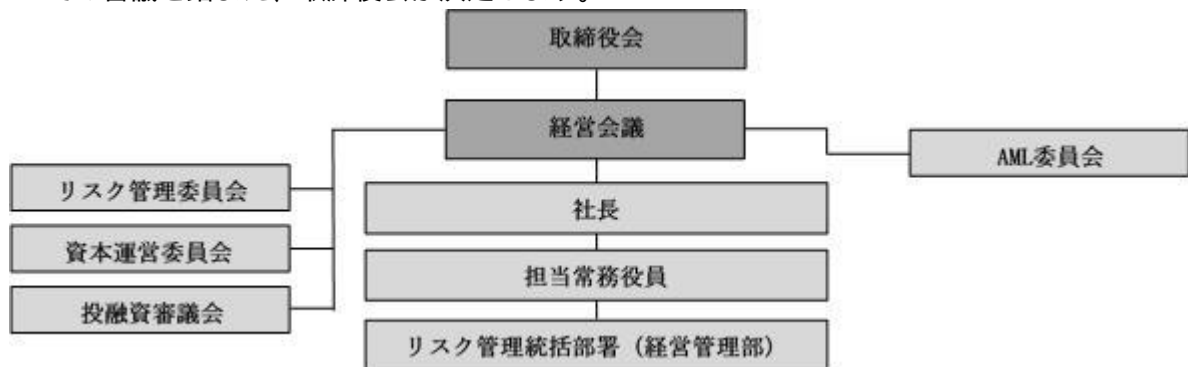 取締役会
経営会議
AML委員会
リスク管理委員会
社長
資本運営委員会
担当常務役員
投融資審議会
リスク管理統括部署（経営管理部）